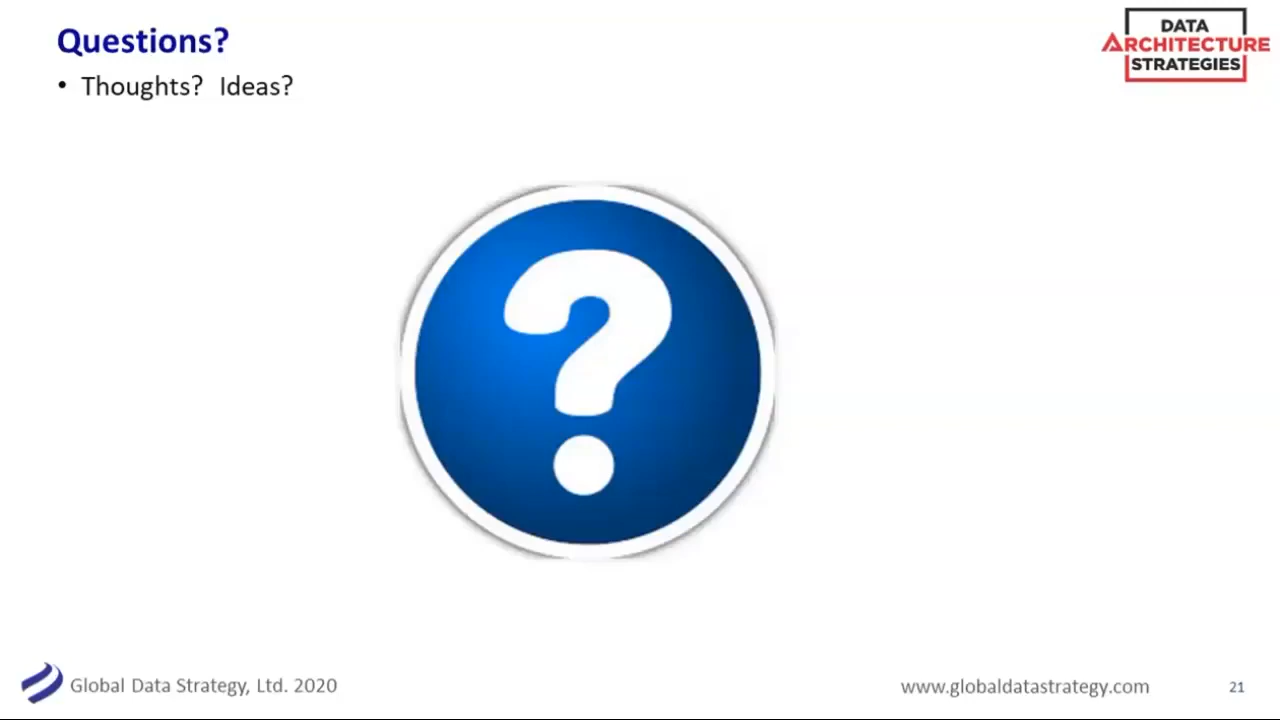 Questions?
• Thoughts? Ideas?
DATA
ARCHITECTURE
STRATEGIES
?
Global Data Strategy, Ltd. 2020
www.globaldatastrategy.com
21